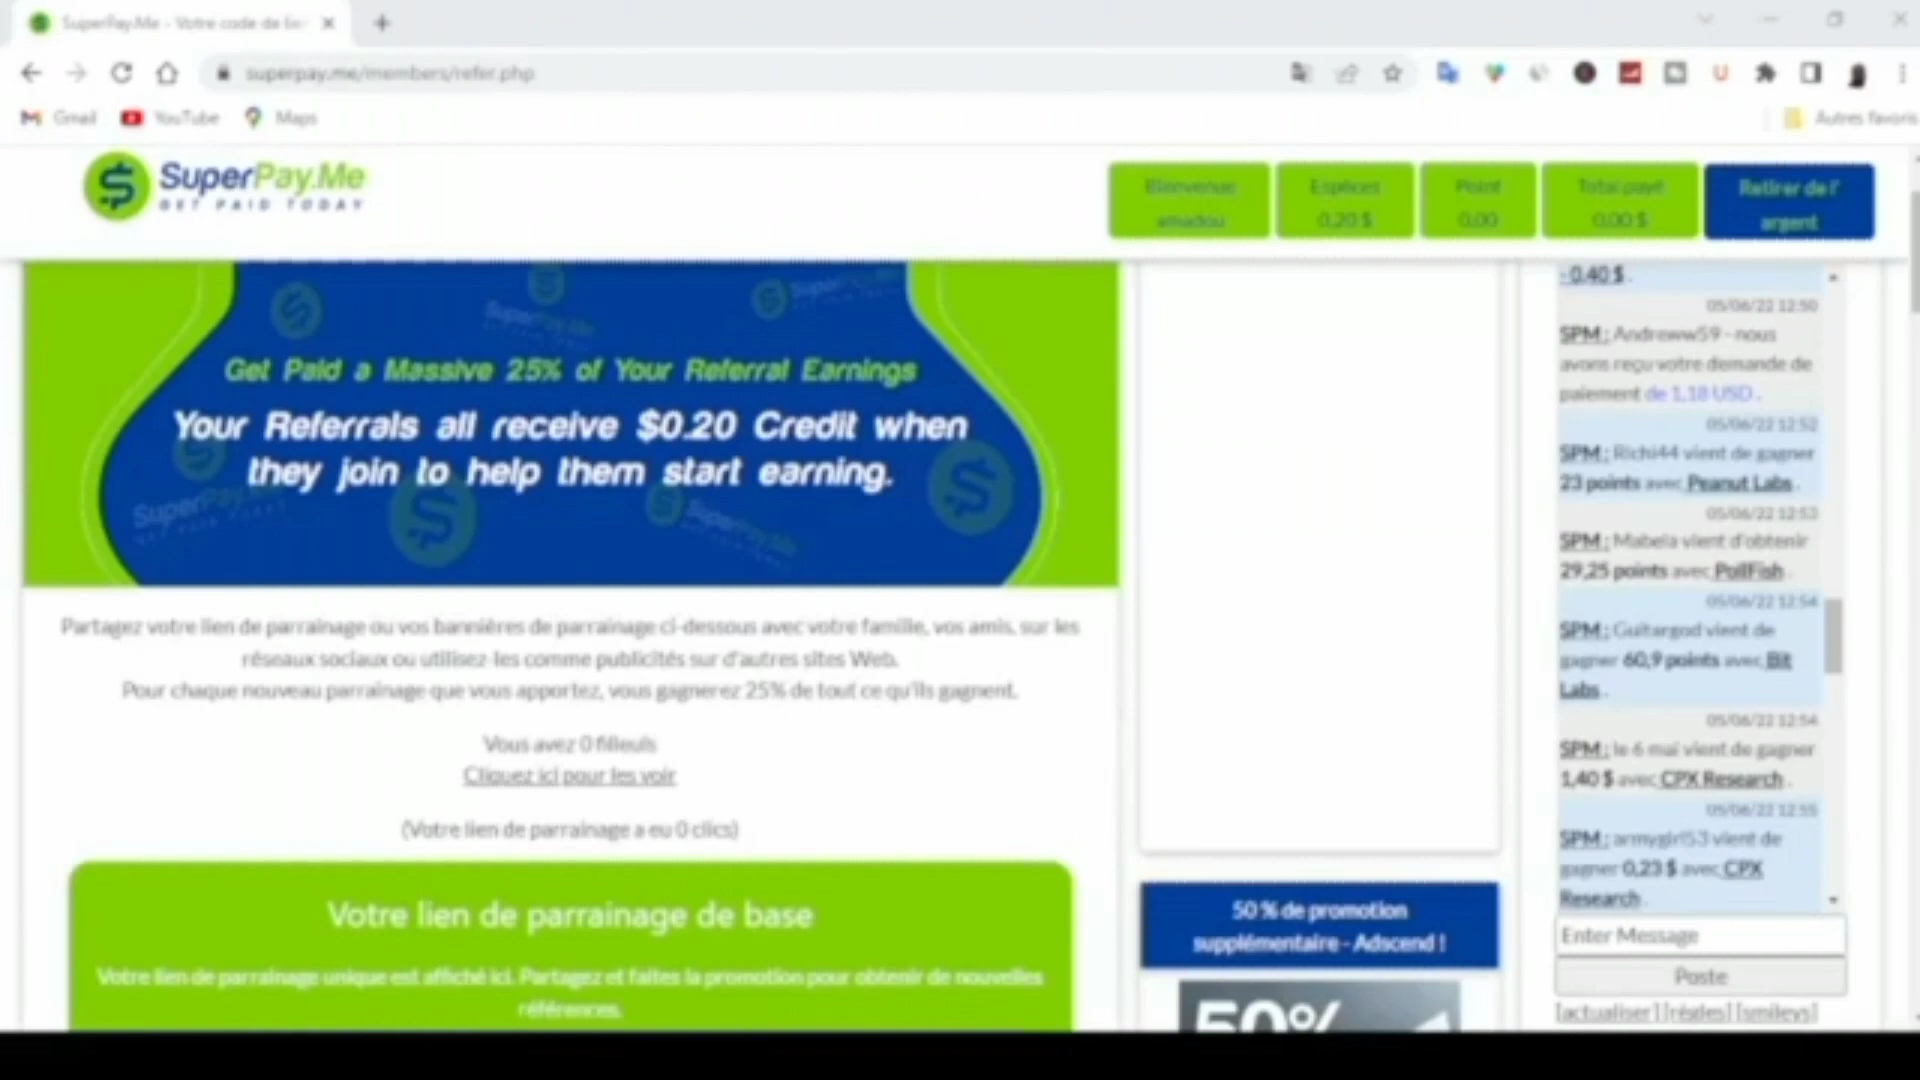 SuperPay.Me - Votre code de lie
superpay.me/members/refer.php
Gmail
YouTube
Maps
Autres favoris
SuperPay.Me
GET PAID TODAY
Bienvenue
amadou
Espèces
0,20 $
Point
0,00
Total payé
0,00 $
Retirer de l'
argent
Get Paid a Massive 25% of Your Referral Earnings
Your Referrals all receive $0.20 Credit when
they join to help them start earning.
Partagez votre lien de parrainage ou vos bannières de parrainage ci-dessous avec votre famille, vos amis, sur les
réseaux sociaux ou utilisez-les comme publicités sur d'autres sites Web.
Pour chaque nouveau parrainage que vous apportez, vous gagnerez 25% de tout ce qu'ils gagnent.
Vous avez 0 filleuls
Cliquez ici pour les voir
(Votre lien de parrainage a eu 0 clics)
Votre lien de parrainage de base
Votre lien de parrainage unique est affiché ici. Partagez et faites la promotion pour obtenir de nouvelles
références.
50 % de promotion
supplémentaire - Adscend !
50%
- 0,40 $ .
05/06/22 12:50
SPM : Andreww59 - nous
avons reçu votre demande de
paiement de 1,18 USD .
05/06/22 12:52
SPM : Richi44 vient de gagner
23 points avec Peanut Labs .
05/06/22 12:53
SPM : Mabela vient d'obtenir
29,25 points avec PollFish .
05/06/22 12:54
SPM : Guitargod vient de
gagner 60,9 points avec Bit
Labs .
05/06/22 12:54
SPM : le 6 mai vient de gagner
1,40 $ avec CPX Research .
05/06/22 12:55
SPM : armygirl53 vient de
gagner 0,23 $ avec CPX
Research .
Enter Message
Poste
[actualiser] [règles] [smileys]